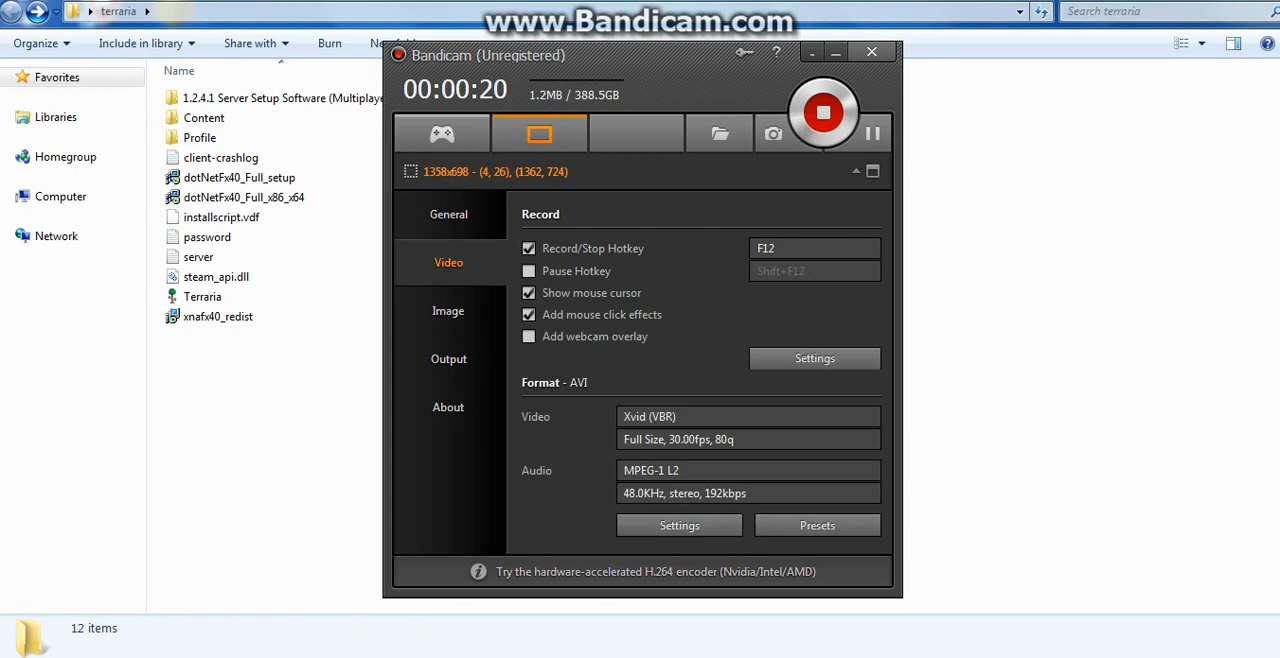 terraria
www.Bandicam.com
Search terraria
Organize
Include in library
Share with
Burn
Favorites
Libraries
Homegroup
Computer
Network
Name
1.2.4.1 Server Setup Software (Multiplaye
Content
Profile
client-crashlog
dotNetFx40_Full_setup
dotNetFx40_Full_x86_x64
installscript.vdf
password
server
steam_api.dll
Terraria
xnafx40_redist
Bandicam (Unregistered)
?
00:00:20
1.2MB / 388.5GB
1358x698 - (4, 26), (1362, 724)
General
Video
Image
Output
About
Record
Record/Stop Hotkey
F12
Pause Hotkey
Shift+F12
Show mouse cursor
Add mouse click effects
Add webcam overlay
Settings
Format - AVI
Video
Xvid (VBR)
Full Size, 30.00fps, 80q
Audio
MPEG-1 L2
48.0KHz, stereo, 192kbps
Settings
Presets
Try the hardware-accelerated H.264 encoder (Nvidia/Intel/AMD)
12 items